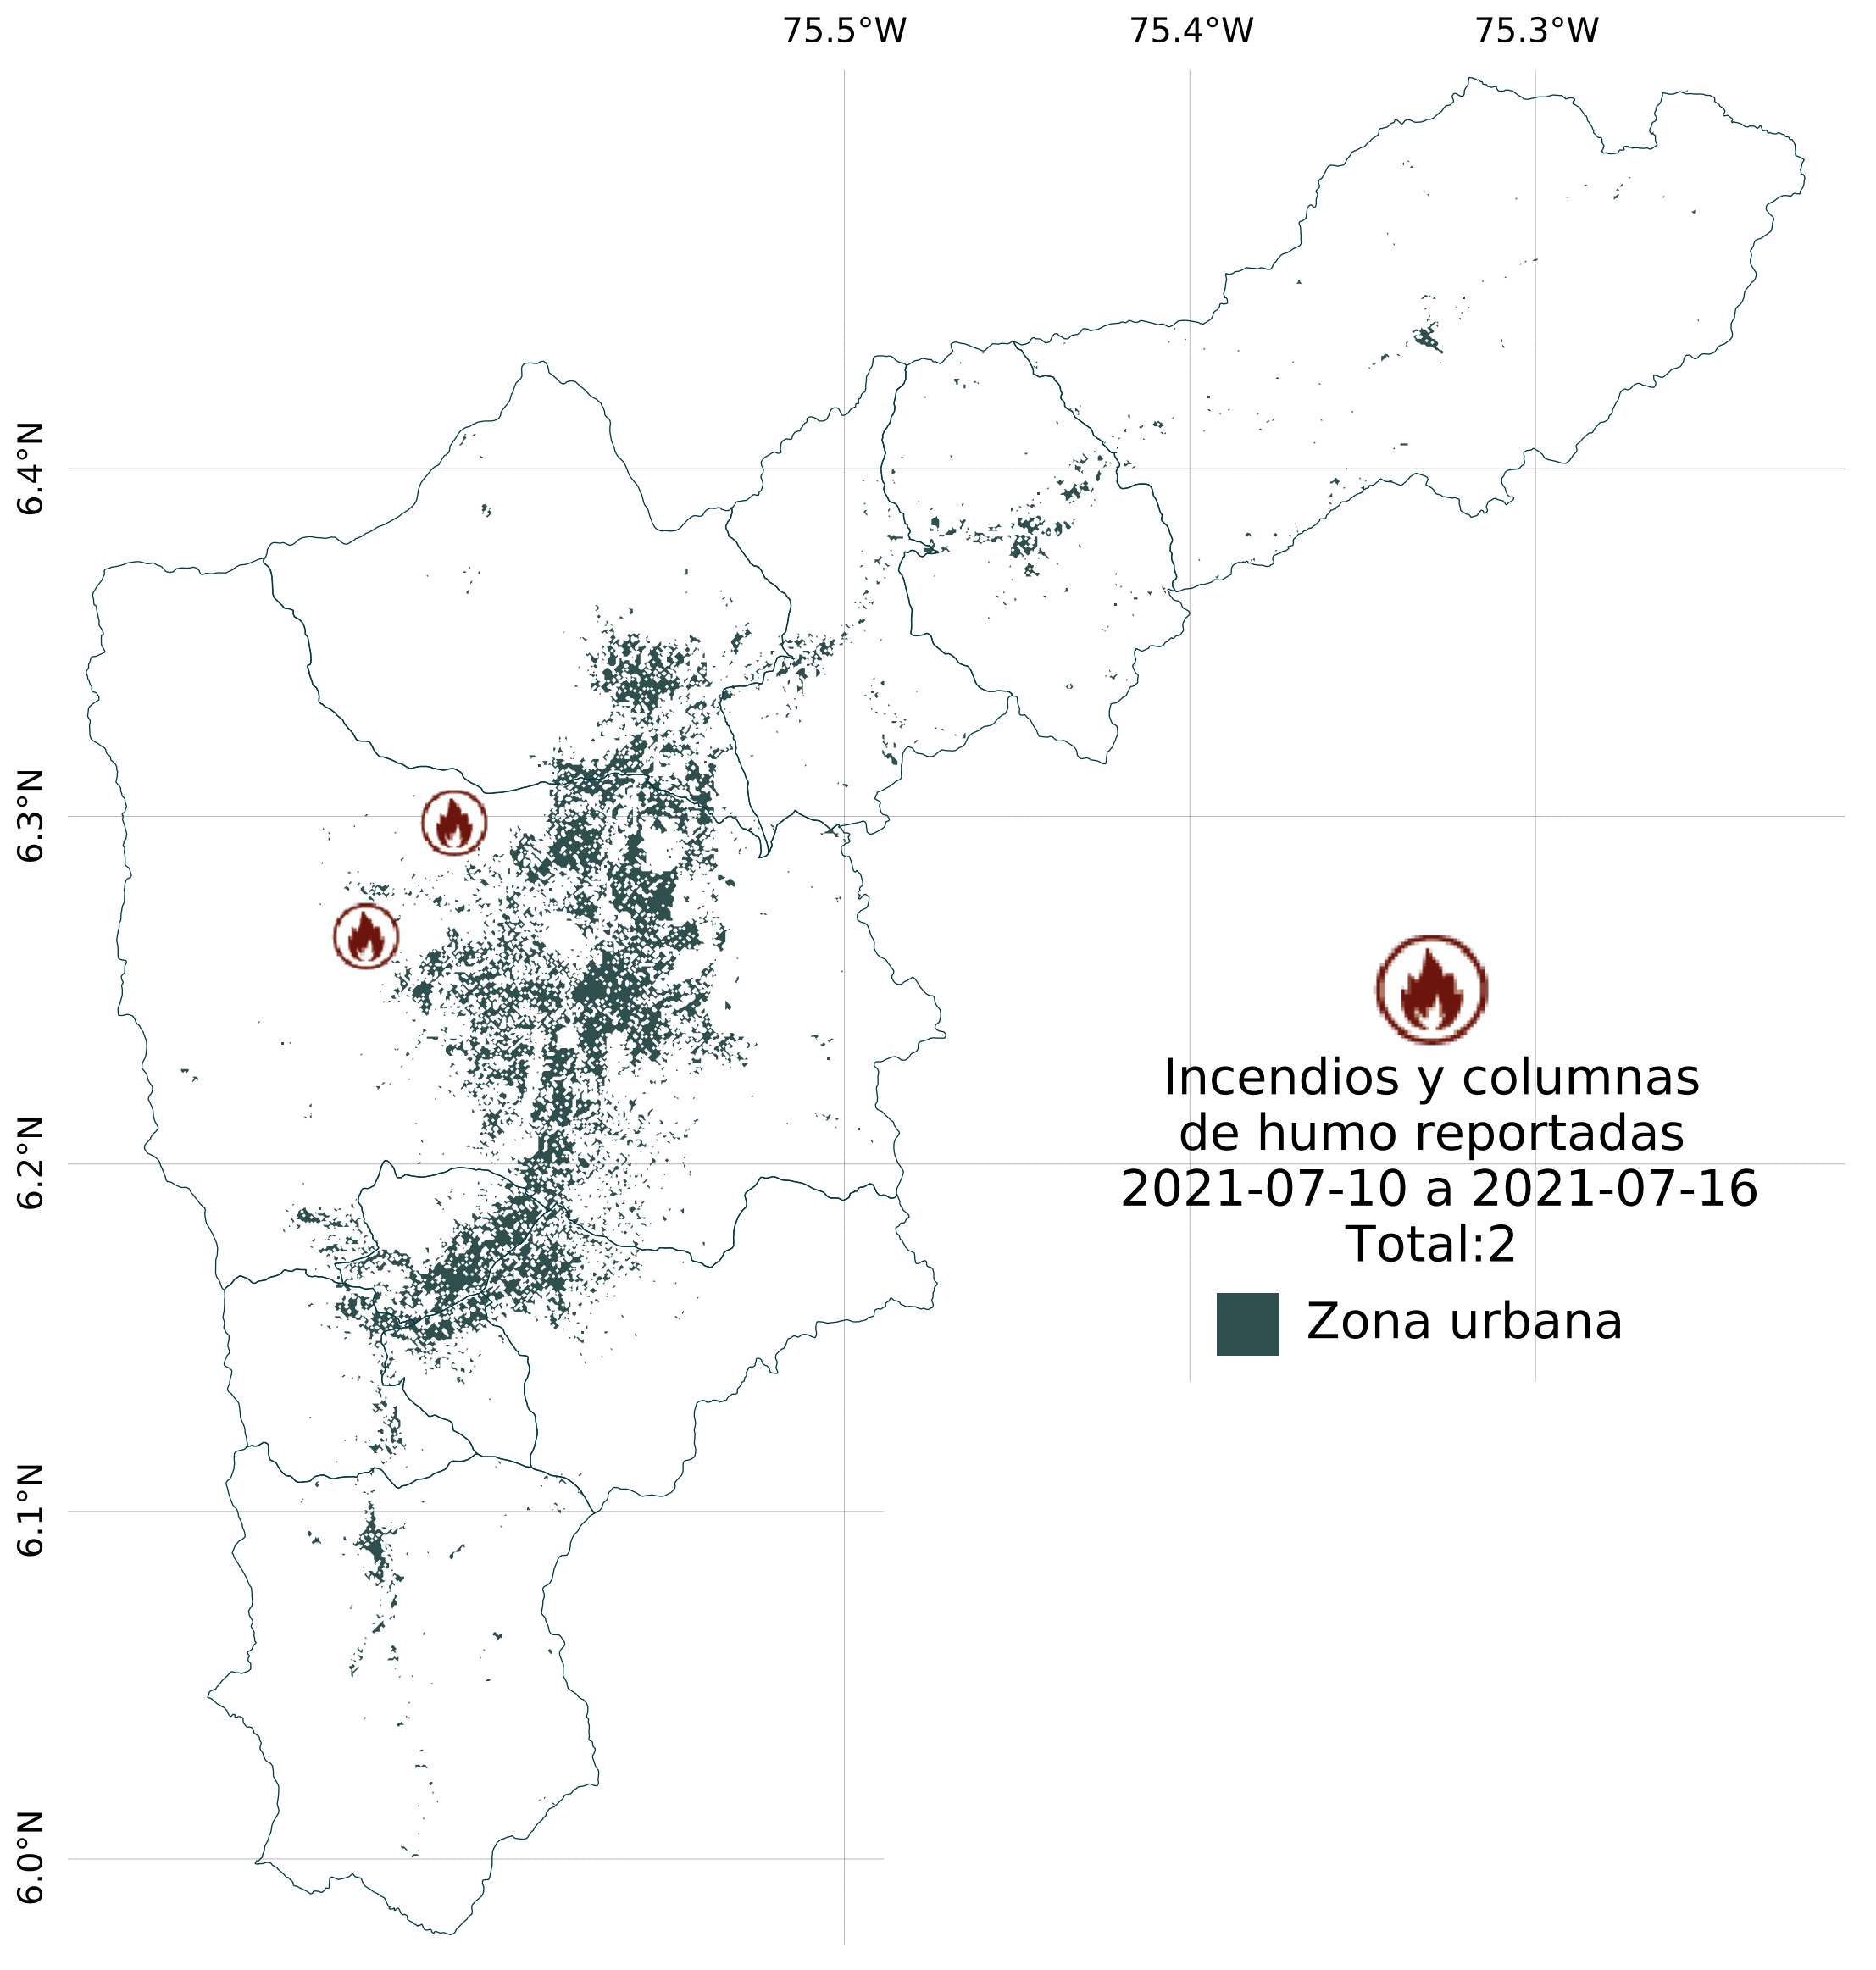 75.5°W 75.4°W 75.3°W
6.4°N
6.3°N
6.2°N
6.1°N
6.0°N
Incendios y columnas
de humo reportadas
2021-07-10 a 2021-07-16
Total:2
Zona urbana